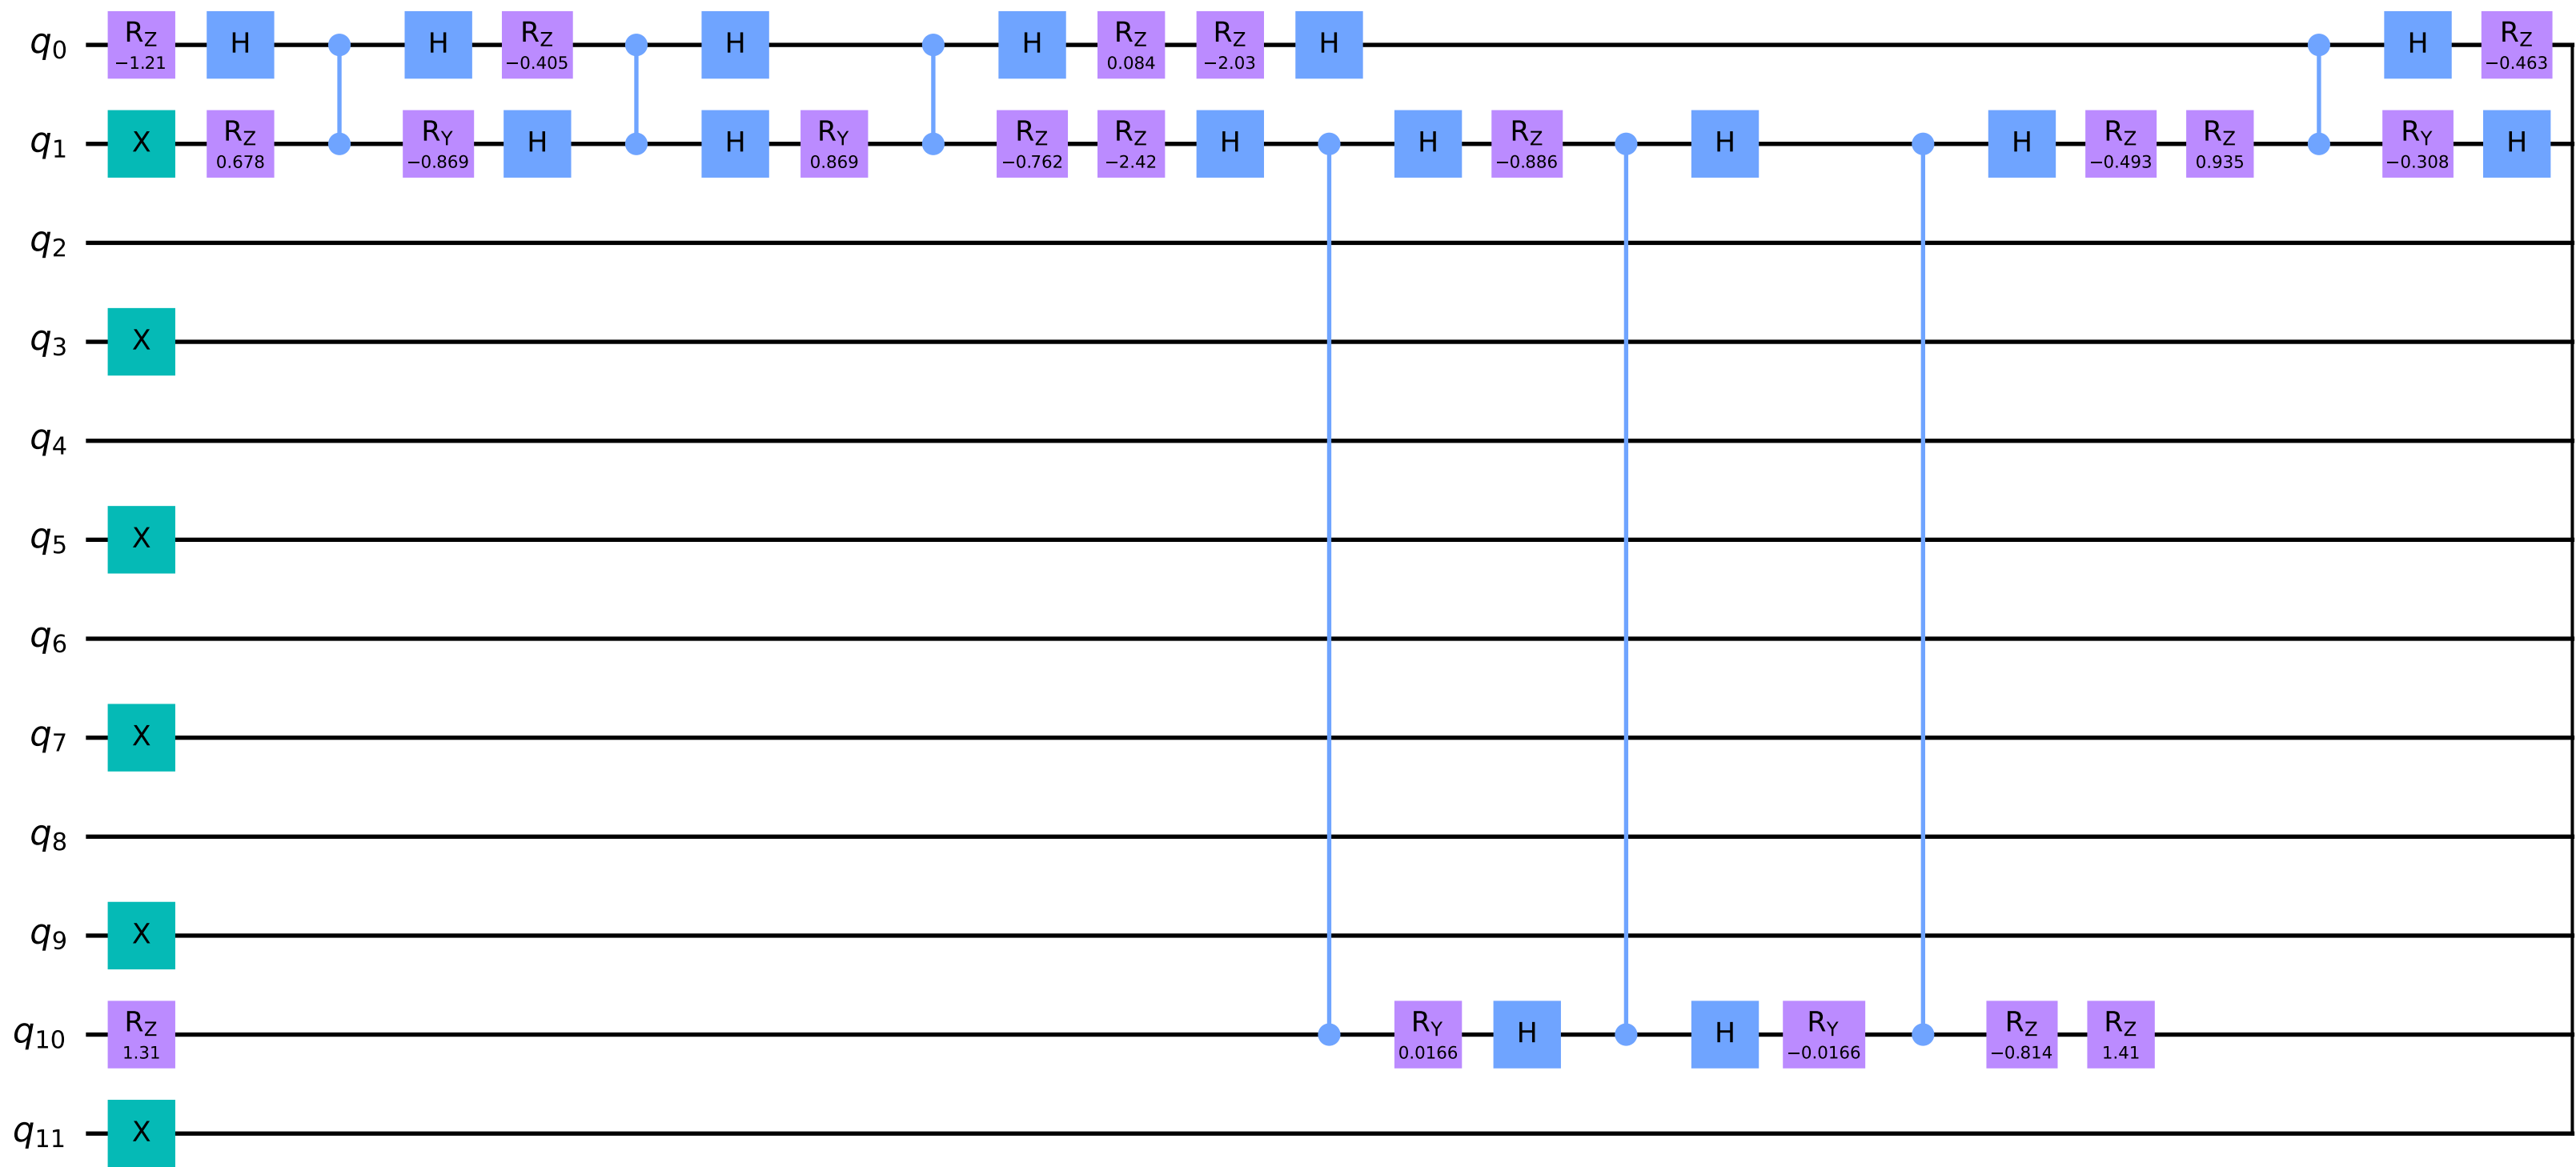 q0 RZ −1.21 H H RZ −0.405 H H RZ 0.084 RZ −2.03 H H RZ −0.463
q1 X RZ 0.678 RY −0.869 H H RY 0.869 RZ −0.762 RZ −2.42 H H RZ −0.886 H H RZ −0.493 RZ 0.935 RY −0.308 H
q2
q3 X
q4
q5 X
q6
q7 X
q8
q9 X
q10 RZ 1.31 RY 0.0166 H H RY −0.0166 RZ −0.814 RZ 1.41
q11 X